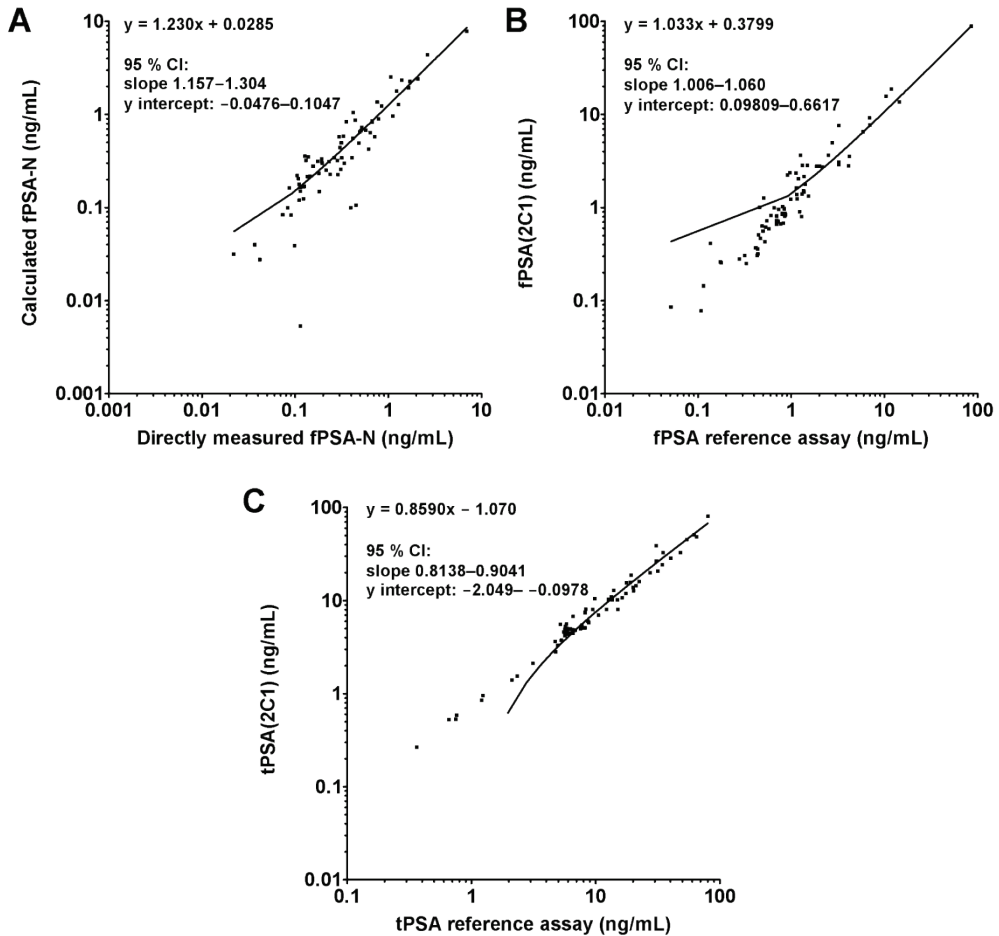 A
y = 1.230x + 0.0285
95 % CI:
slope 1.157–1.304
y intercept: −0.0476–0.1047
10
1
0.1
0.01
0.001
Calculated fPSA-N (ng/mL)
0.001 0.01 0.1 1 10
Directly measured fPSA-N (ng/mL)
B
y = 1.033x + 0.3799
95 % CI:
slope 1.006–1.060
y intercept: 0.09809–0.6617
100
10
1
0.1
0.01
fPSA(2C1) (ng/mL)
0.01 0.1 1 10 100
fPSA reference assay (ng/mL)
C
y = 0.8590x − 1.070
95 % CI:
slope 0.8138–0.9041
y intercept: −2.049– −0.0978
100
10
1
0.1
0.01
tPSA(2C1) (ng/mL)
0.1 1 10 100
tPSA reference assay (ng/mL)